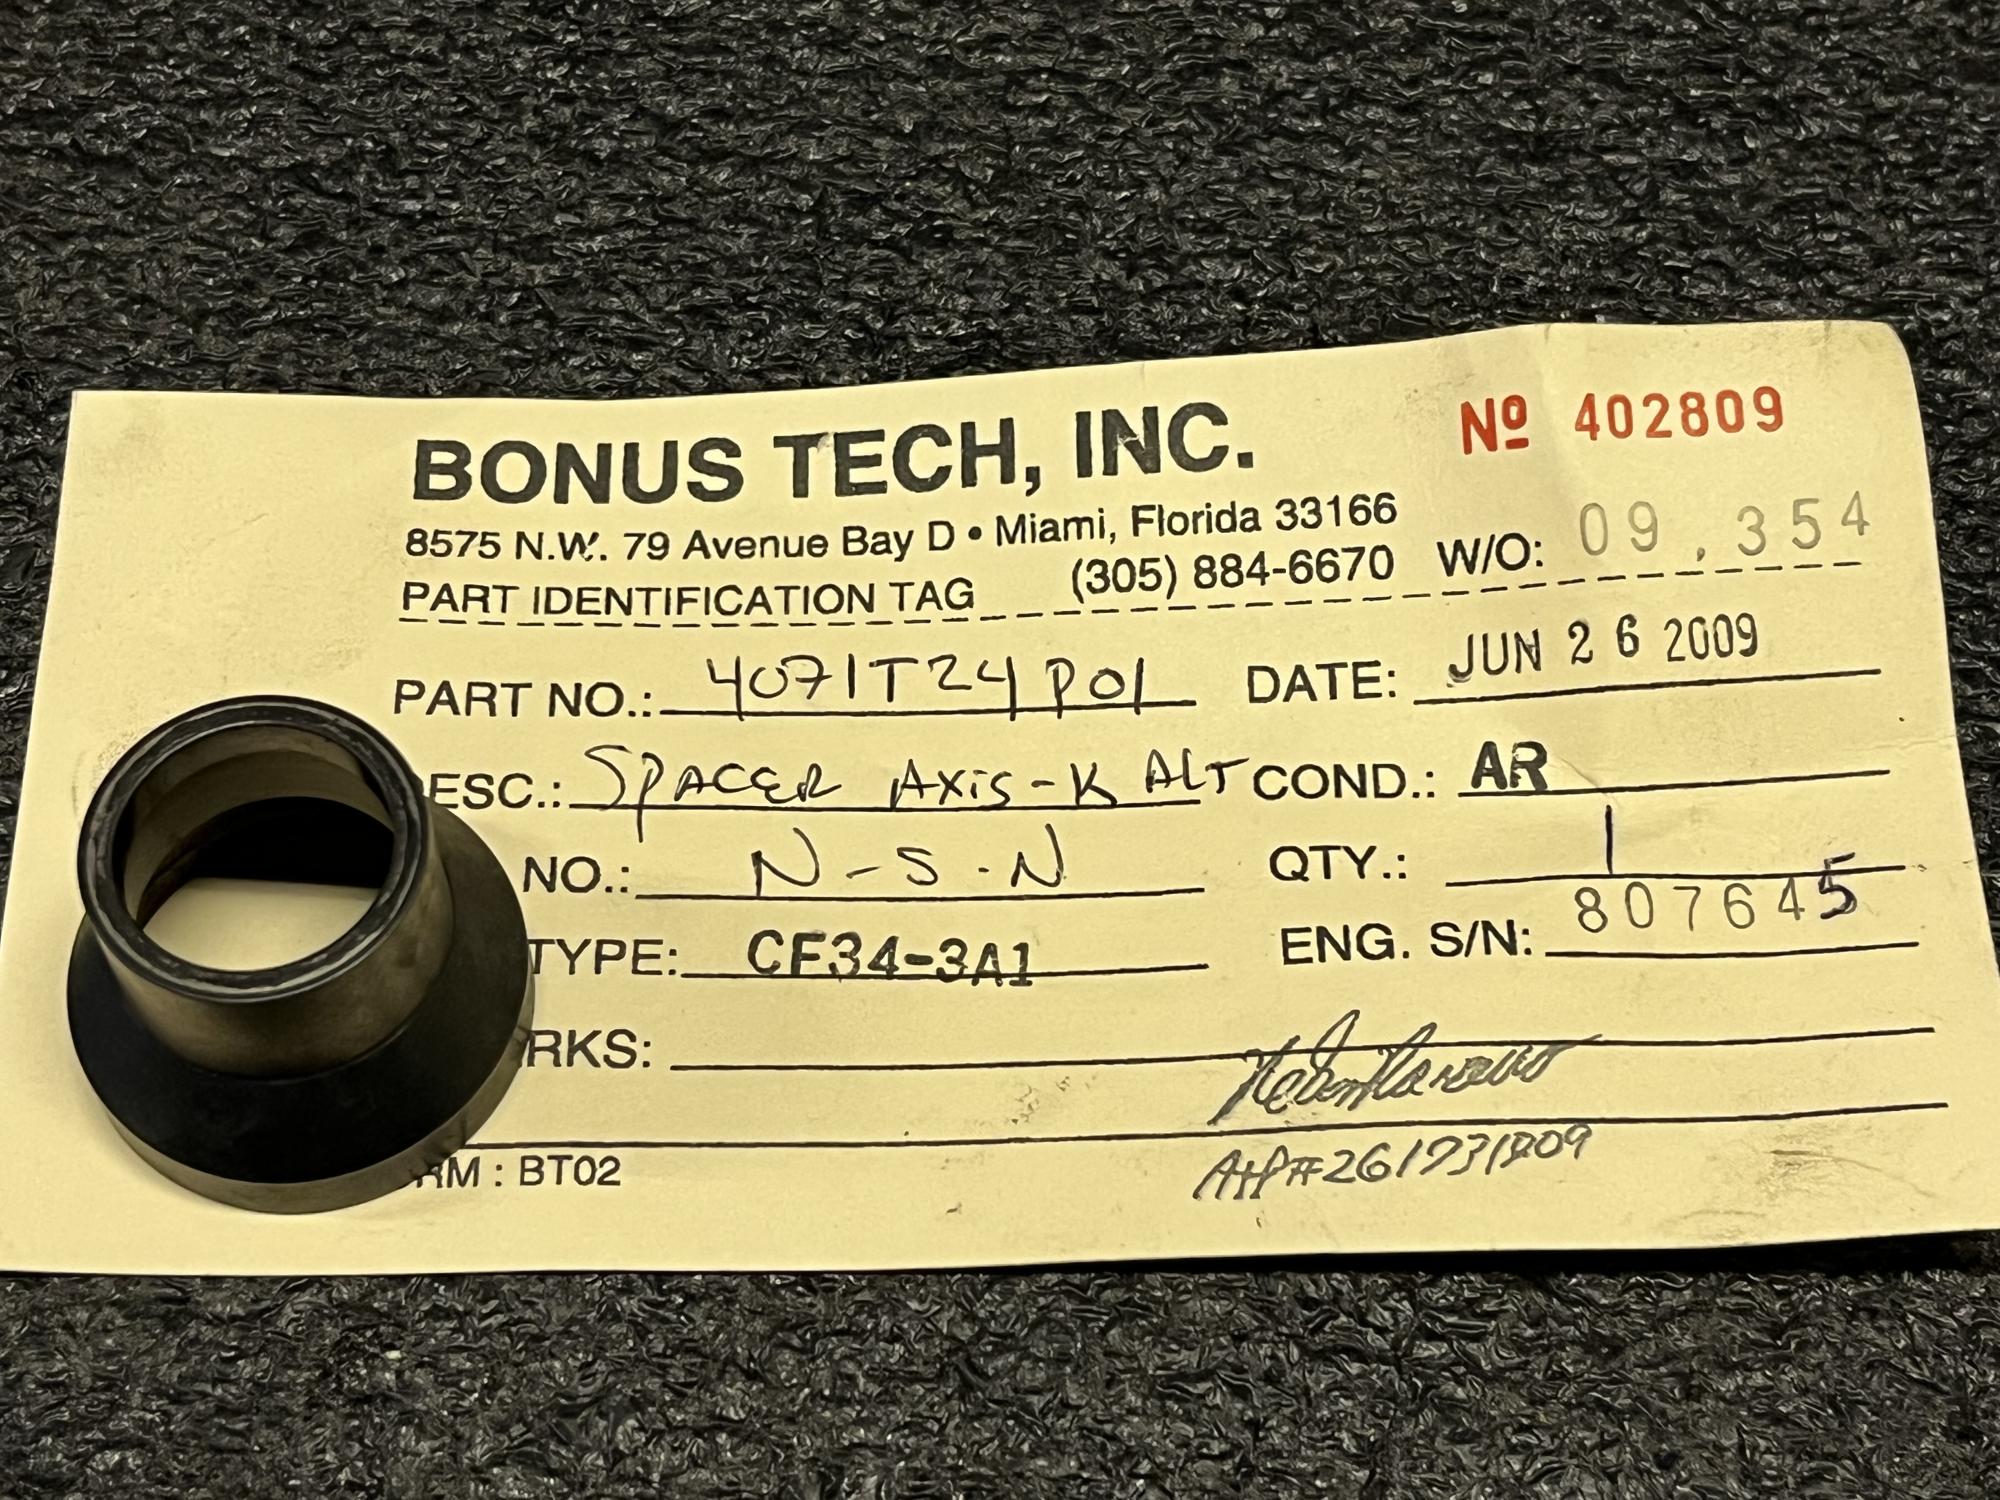 BONUS TECH, INC.
Nº 402809
8575 N.W. 79 Avenue Bay D • Miami, Florida 33166
PART IDENTIFICATION TAG (305) 884-6670 W/O: 09.354
PART NO.: 4071T24P01 DATE: JUN 26 2009
ESC.: SPACER AXIS-K ALT COND.: AR
NO.: N-S-N QTY.: 1
TYPE: CF34-3A1 ENG. S/N: 807645
RKS:
RM : BT02